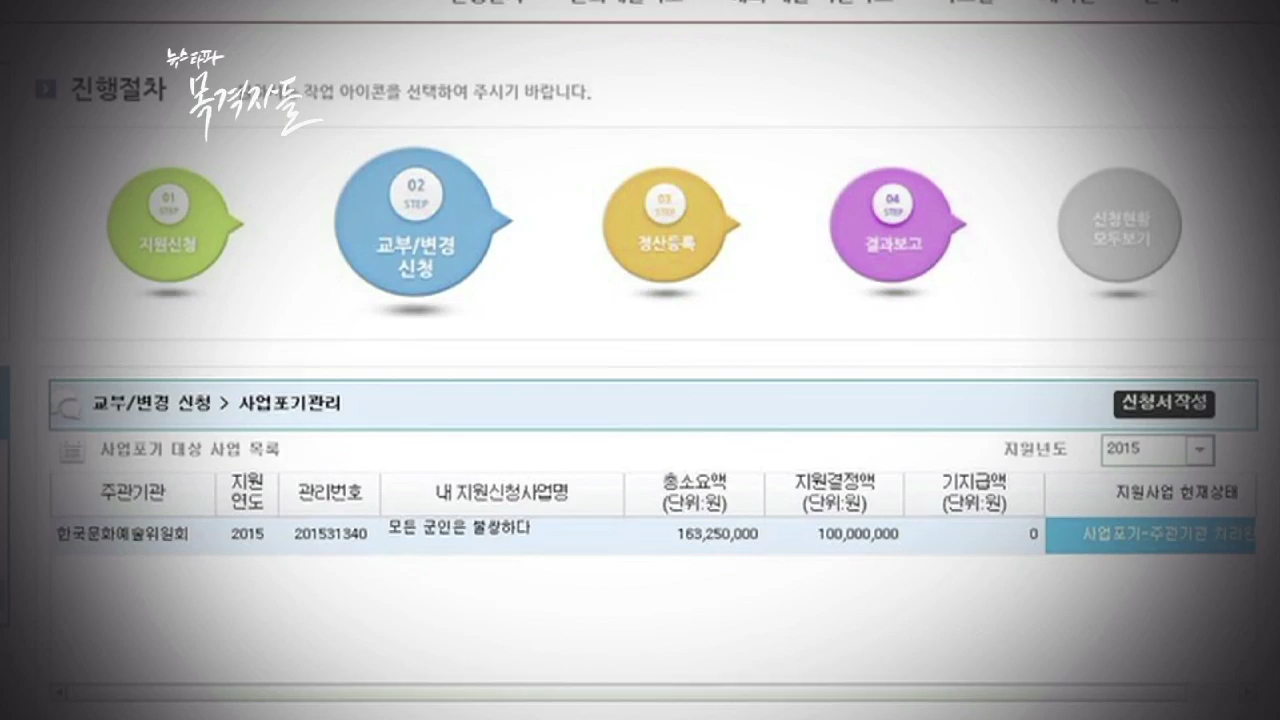 뉴스타파
목격자들
진행절차
작업 아이콘을 선택하여 주시기 바랍니다.
01
STEP
지원신청
02
STEP
교부/변경
신청
03
STEP
정산등록
04
STEP
결과보고
신청현황
모두보기
교부/변경 신청 > 사업포기관리
신청서작성
사업포기 대상 사업 목록
지원년도
2015
주관기관
지원
연도
관리번호
내 지원신청사업명
총소요액
(단위:원)
지원결정액
(단위:원)
기지급액
(단위:원)
지원사업 현재상태
한국문화예술위원회
2015
201531340
모든 군인은 불쌍하다
163,250,000
100,000,000
0
사업포기-주관기관